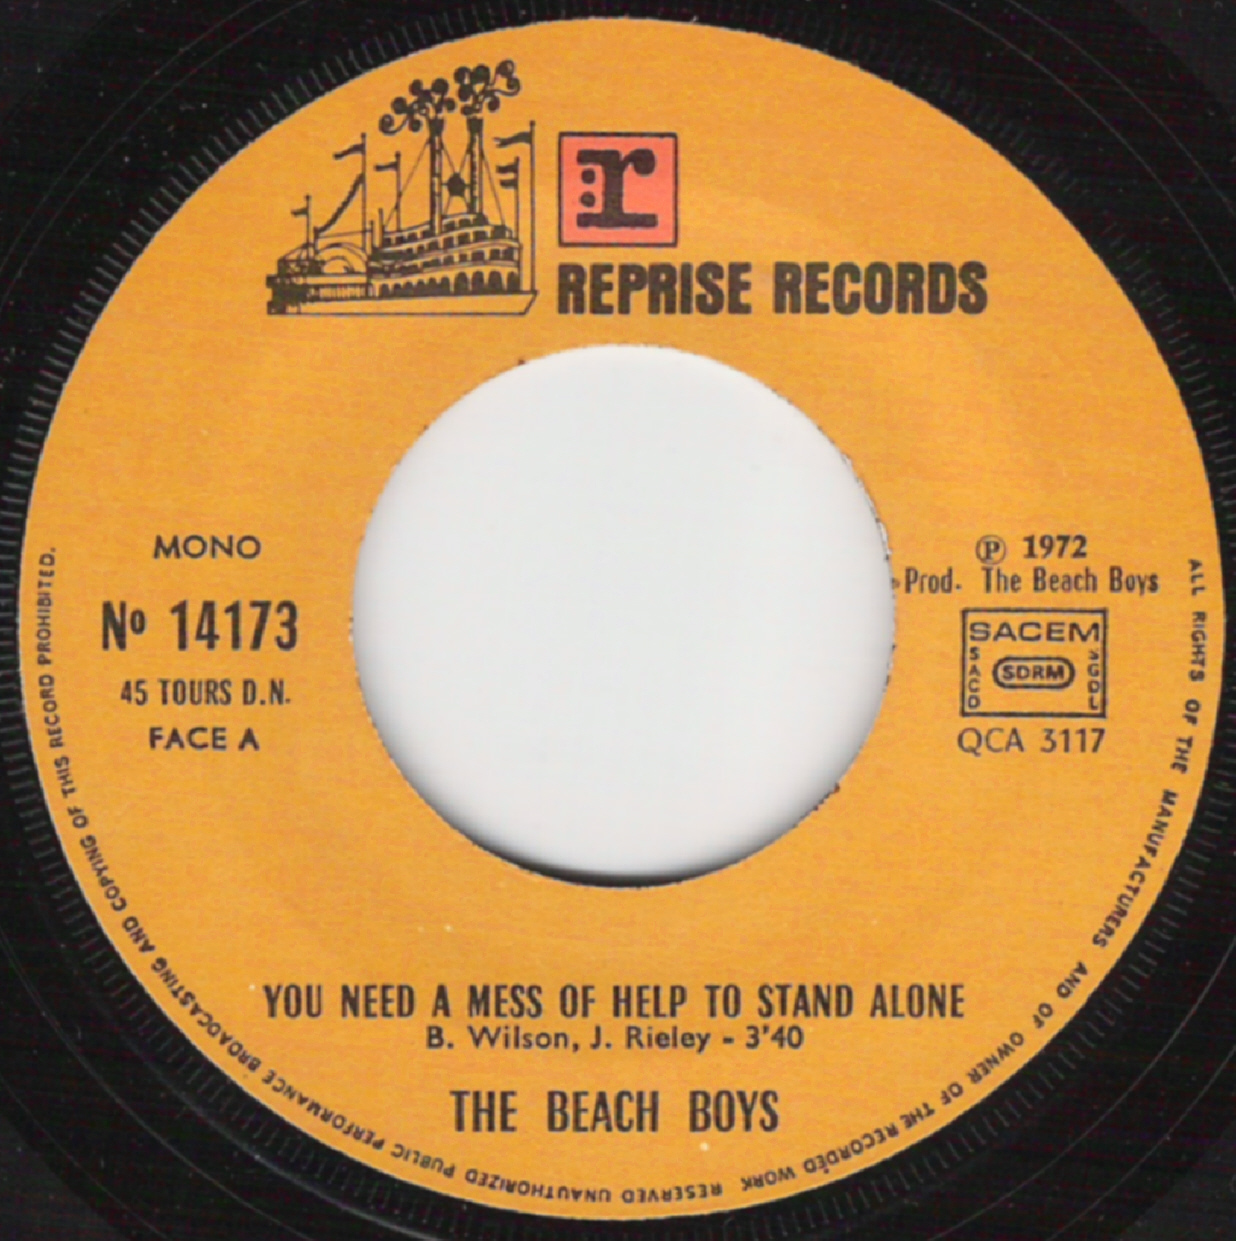 r:
REPRISE RECORDS
MONO
Nº 14173
45 TOURS D.N.
FACE A
Ⓟ 1972
Prod. The Beach Boys
SACEM
SACD
SDRM
SGDL
QCA 3117
YOU NEED A MESS OF HELP TO STAND ALONE
B. Wilson, J. Rieley - 3'40
THE BEACH BOYS
ALL RIGHTS OF THE MANUFACTURERS AND OF OWNER OF THE RECORDED WORK RESERVED UNAUTHORIZED PUBLIC PERFORMANCE BROADCASTING AND COPYING OF THIS RECORD PROHIBITED.